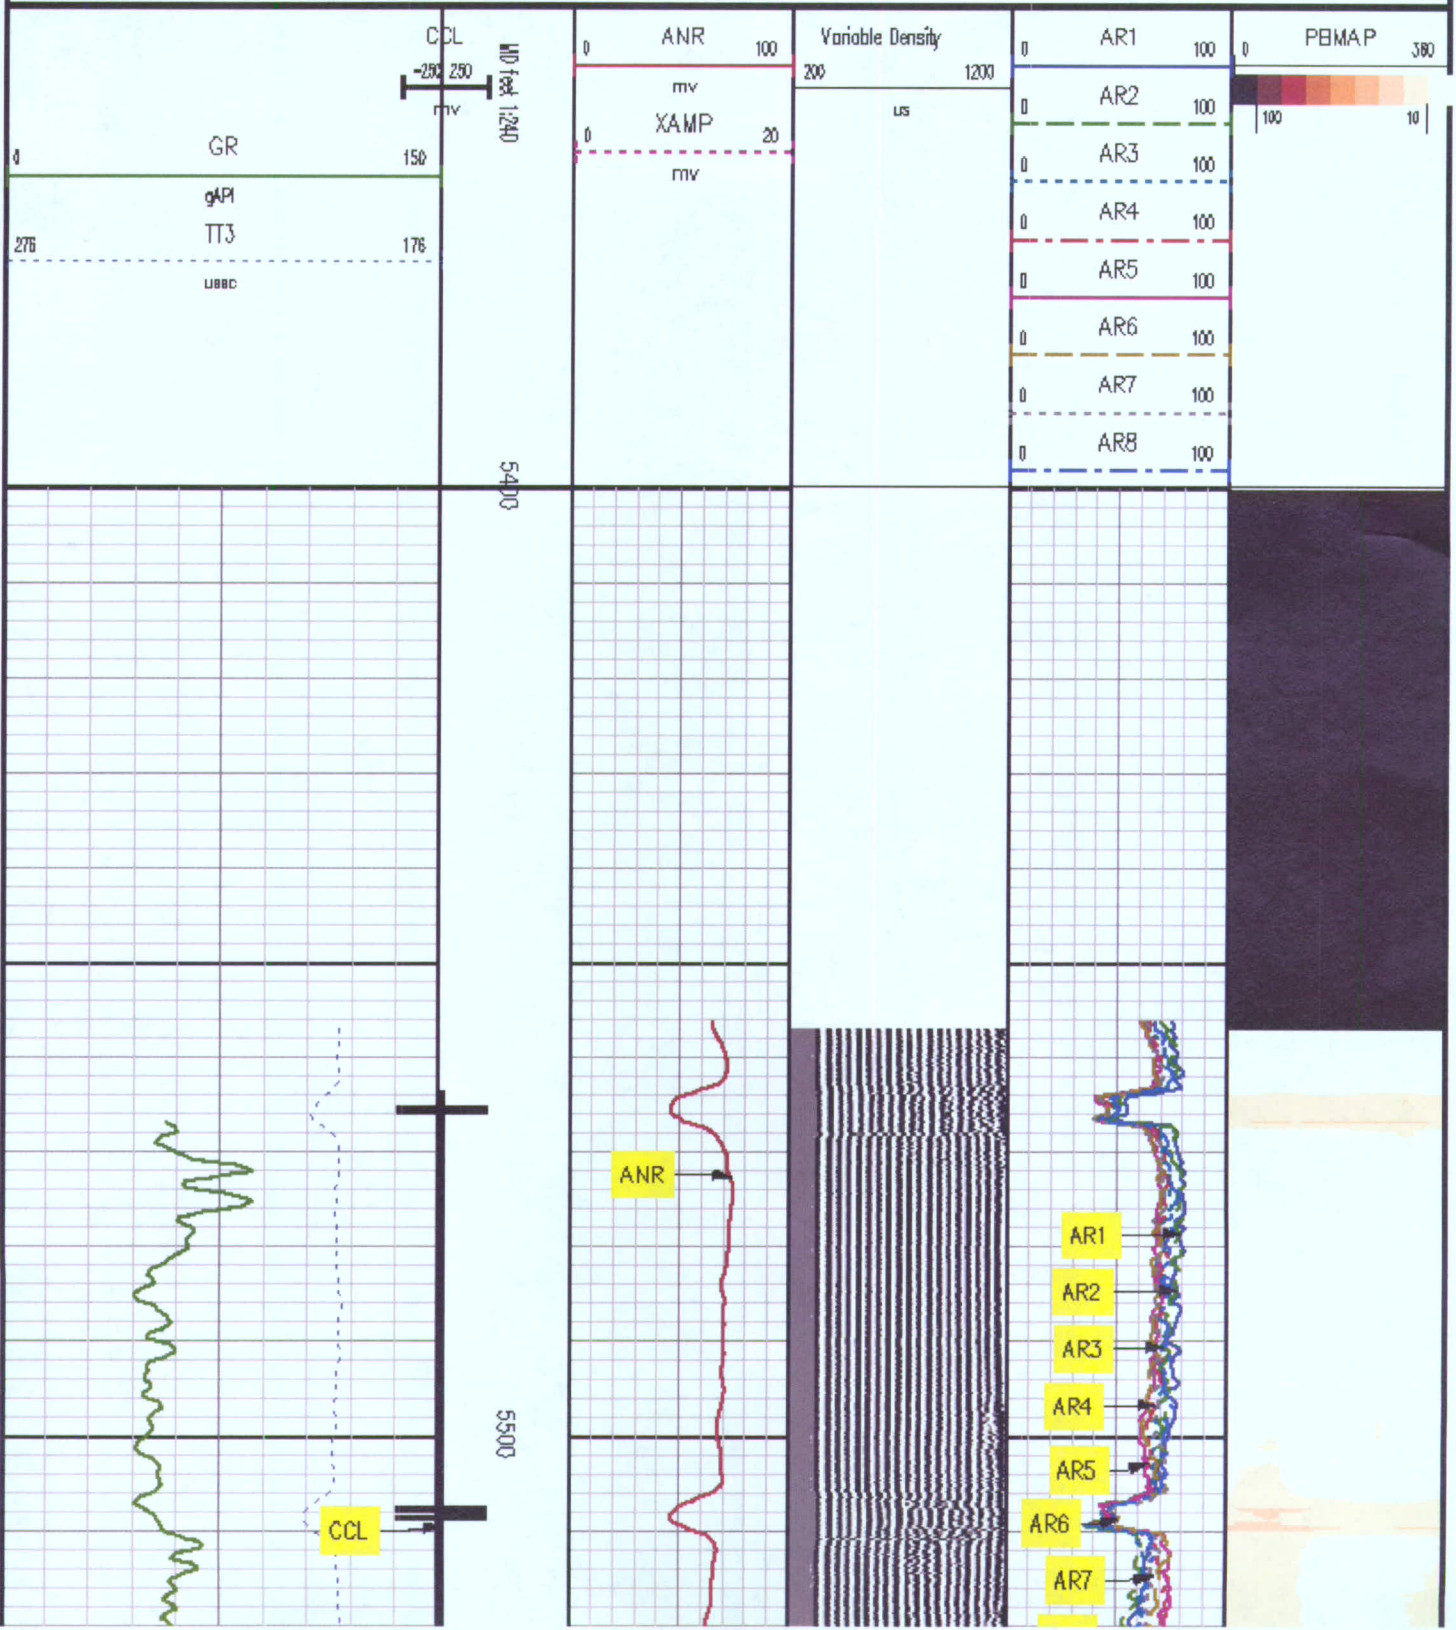 CCL
-250 250
mv
GR
0 150
gAPI
TT3
276 176
usec
MD feet 1:240
ANR
0 100
mv
XAMP
0 20
mv
Variable Density
200 1200
us
AR1
0 100
AR2
0 100
AR3
0 100
AR4
0 100
AR5
0 100
AR6
0 100
AR7
0 100
AR8
0 100
PBMAP
0 360
100 10
5400
ANR
AR1
AR2
AR3
AR4
5500
AR5
CCL
AR6
AR7